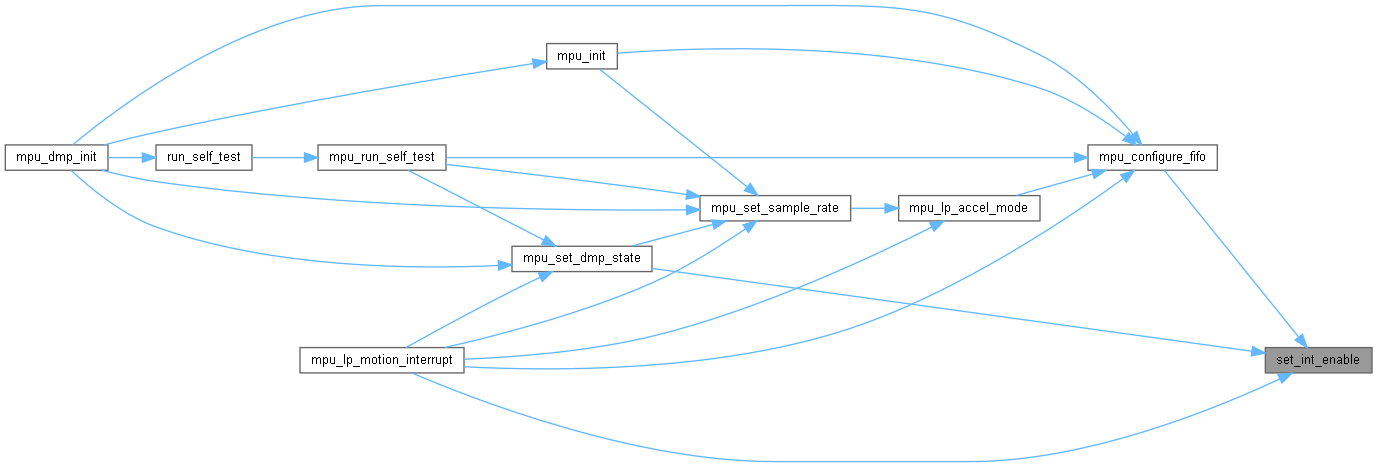 mpu_init
mpu_dmp_init
run_self_test
mpu_run_self_test
mpu_configure_fifo
mpu_set_sample_rate
mpu_lp_accel_mode
mpu_set_dmp_state
mpu_lp_motion_interrupt
set_int_enable